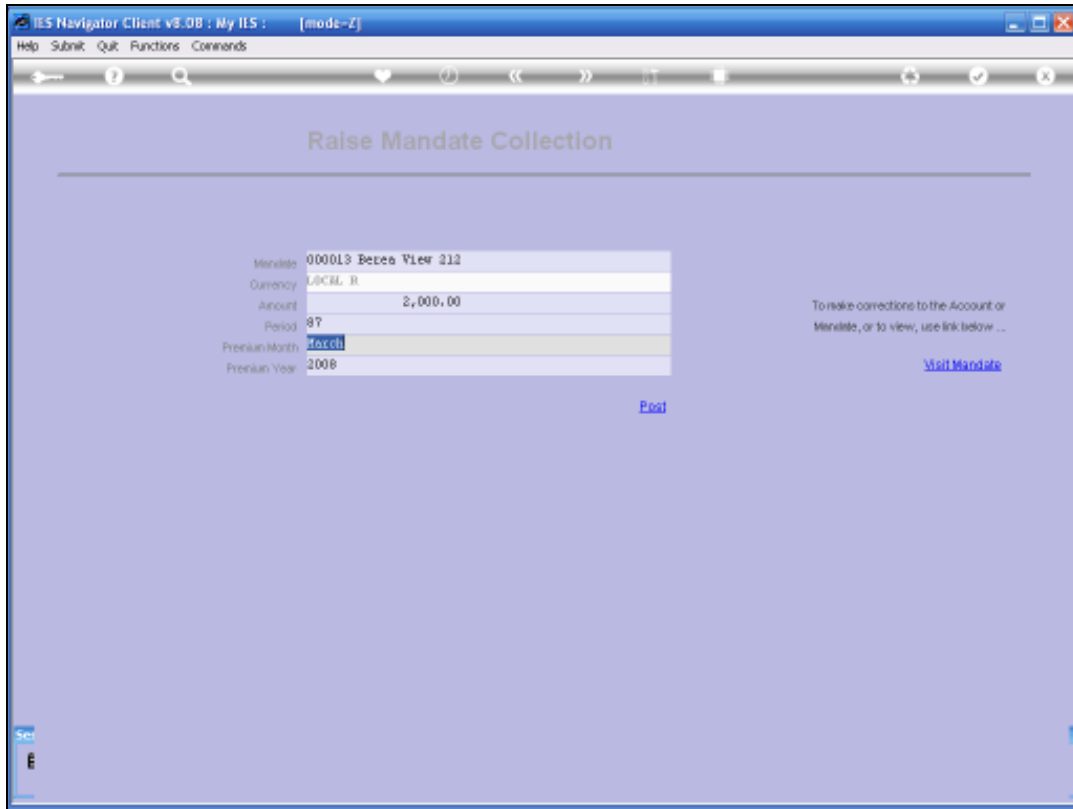 IES Navigator Client v8.08 : My IES : [mode-Z]
Help Submit Quit Functions Commands
Raise Mandate Collection
Mandate 000013 Berea View 212
Currency LOCAL R
Amount 2,000.00
Period 87
Premium Month March
Premium Year 2008
To make corrections to the Account or
Mandate, or to view, use link below ...
Visit Mandate
Post